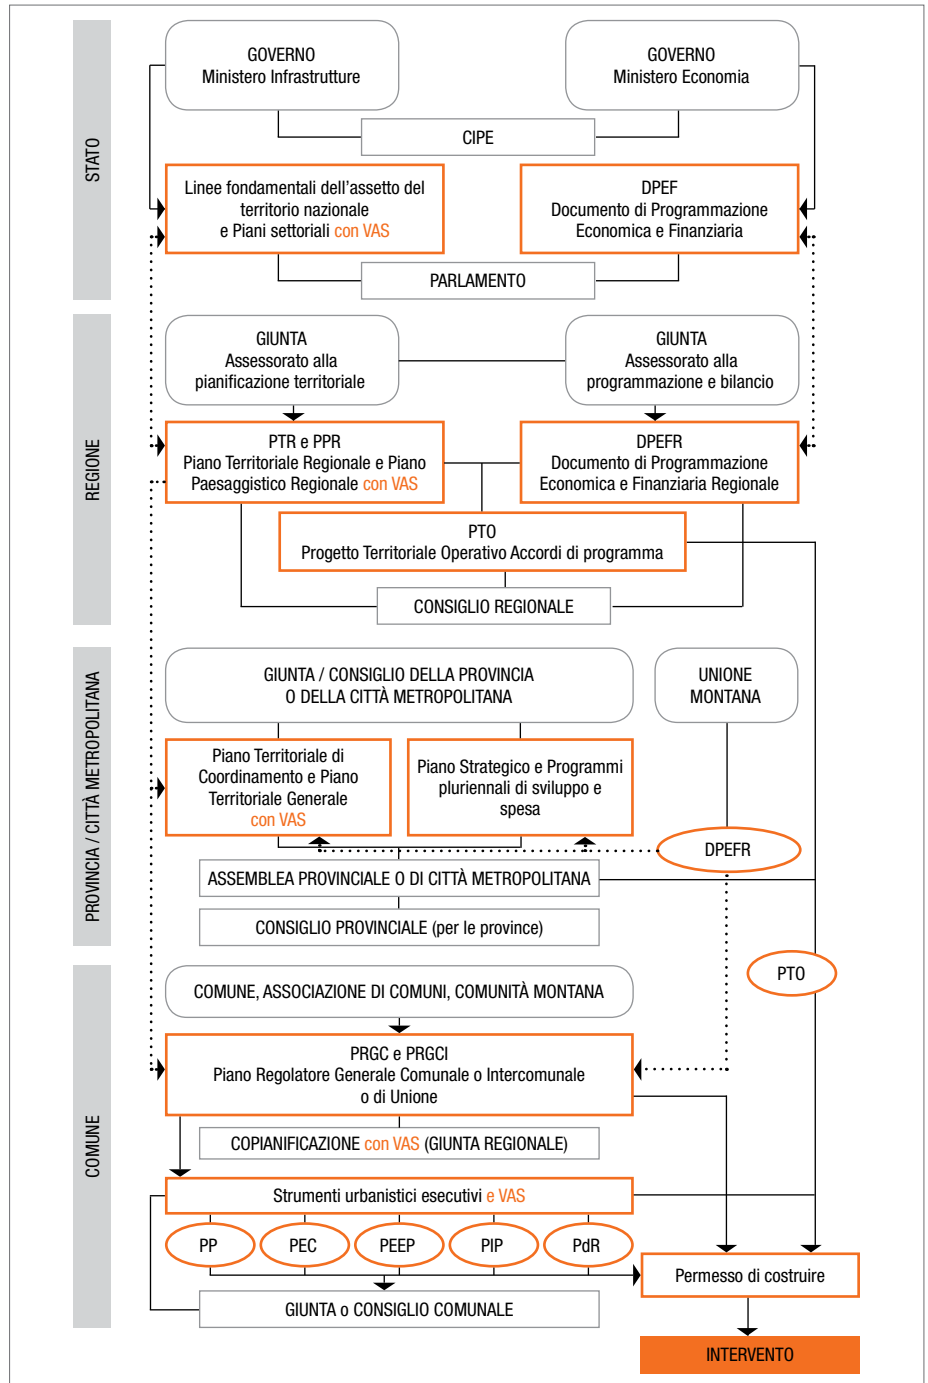 STATO
GOVERNO
Ministero Infrastrutture
GOVERNO
Ministero Economia
CIPE
Linee fondamentali dell'assetto del
territorio nazionale
e Piani settoriali con VAS
DPEF
Documento di Programmazione
Economica e Finanziaria
PARLAMENTO
REGIONE
GIUNTA
Assessorato alla
pianificazione territoriale
GIUNTA
Assessorato alla
programmazione e bilancio
PTR e PPR
Piano Territoriale Regionale e Piano
Paesaggistico Regionale con VAS
DPEFR
Documento di Programmazione
Economica e Finanziaria Regionale
PTO
Progetto Territoriale Operativo Accordi di programma
CONSIGLIO REGIONALE
PROVINCIA / CITTÀ METROPOLITANA
GIUNTA / CONSIGLIO DELLA PROVINCIA
O DELLA CITTÀ METROPOLITANA
UNIONE
MONTANA
Piano Territoriale di
Coordinamento e Piano
Territoriale Generale
con VAS
Piano Strategico e Programmi
pluriennali di sviluppo e
spesa
DPEFR
ASSEMBLEA PROVINCIALE O DI CITTÀ METROPOLITANA
CONSIGLIO PROVINCIALE (per le province)
PTO
COMUNE
COMUNE, ASSOCIAZIONE DI COMUNI, COMUNITÀ MONTANA
PRGC e PRGCI
Piano Regolatore Generale Comunale o Intercomunale
o di Unione
COPIANIFICAZIONE con VAS (GIUNTA REGIONALE)
Strumenti urbanistici esecutivi e VAS
PP
PEC
PEEP
PIP
PdR
Permesso di costruire
GIUNTA o CONSIGLIO COMUNALE
INTERVENTO